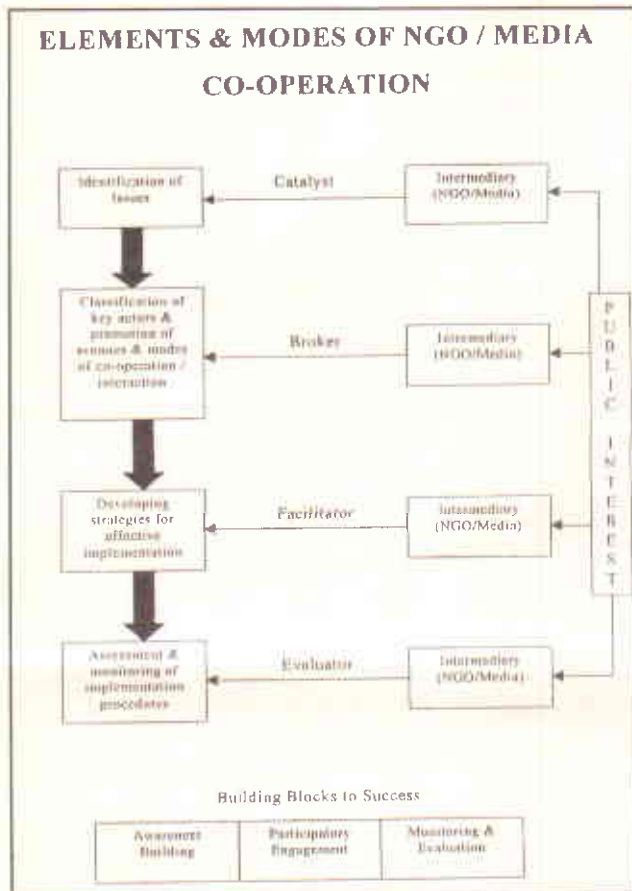 ELEMENTS & MODES OF NGO / MEDIA
CO-OPERATION
Identification of
Issues
Catalyst
Intermediary
(NGO/Media)
Classification of
key actors &
promotion of
avenues & modes
of co-operation /
interaction
Broker
Intermediary
(NGO/Media)
Developing
strategies for
effective
implementation
Facilitator
Intermediary
(NGO/Media)
Assessment &
monitoring of
implementation
procedures
Evaluator
Intermediary
(NGO/Media)
PUBLIC INTEREST
Building Blocks to Success
Awareness
Building
Participatory
Engagement
Monitoring &
Evaluation